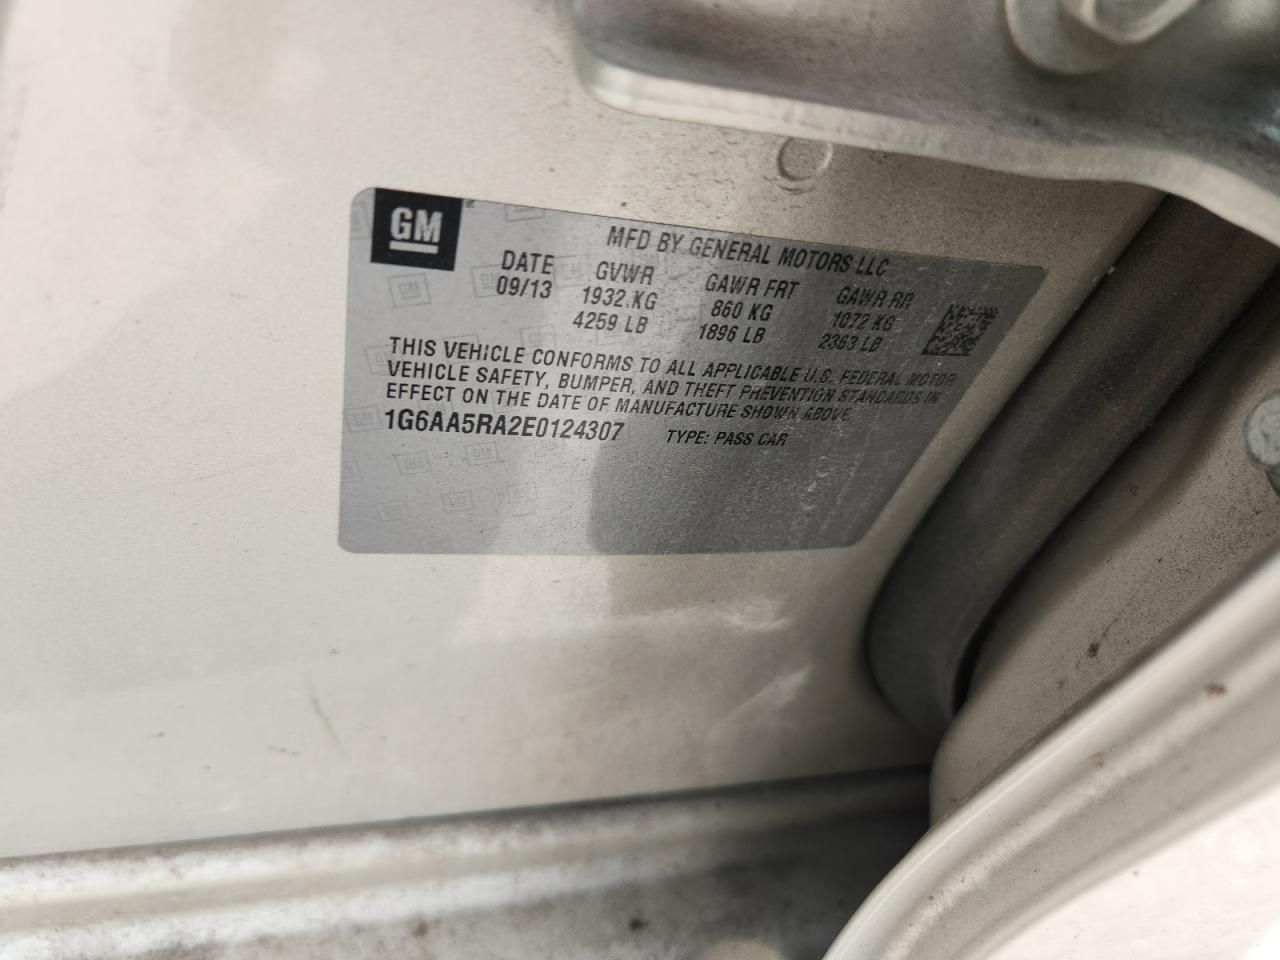 GM
MFD BY GENERAL MOTORS LLC
DATE GVWR GAWR FRT GAWR RR
09/13 1932 KG 860 KG 1072 KG
4259 LB 1896 LB 2363 LB
THIS VEHICLE CONFORMS TO ALL APPLICABLE U.S. FEDERAL MOTOR
VEHICLE SAFETY, BUMPER, AND THEFT PREVENTION STANDARDS IN
EFFECT ON THE DATE OF MANUFACTURE SHOWN ABOVE.
1G6AA5RA2E0124307 TYPE: PASS CAR